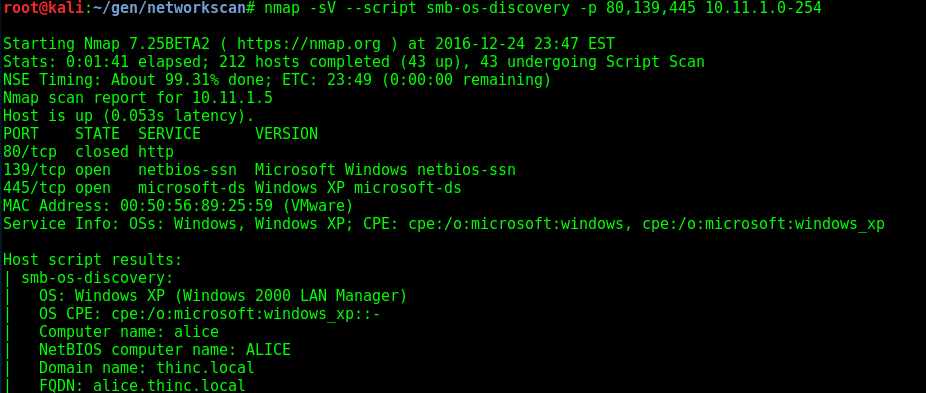 root@kali:~/gen/networkscan# nmap -sV --script smb-os-discovery -p 80,139,445 10.11.1.0-254
Starting Nmap 7.25BETA2 ( https://nmap.org ) at 2016-12-24 23:47 EST
Stats: 0:01:41 elapsed; 212 hosts completed (43 up), 43 undergoing Script Scan
NSE Timing: About 99.31% done; ETC: 23:49 (0:00:00 remaining)
Nmap scan report for 10.11.1.5
Host is up (0.053s latency).
PORT    STATE  SERVICE      VERSION
80/tcp  closed http
139/tcp open   netbios-ssn  Microsoft Windows netbios-ssn
445/tcp open   microsoft-ds Windows XP microsoft-ds
MAC Address: 00:50:56:89:25:59 (VMware)
Service Info: OSs: Windows, Windows XP; CPE: cpe:/o:microsoft:windows, cpe:/o:microsoft:windows_xp
Host script results:
| smb-os-discovery:
|   OS: Windows XP (Windows 2000 LAN Manager)
|   OS CPE: cpe:/o:microsoft:windows_xp::-
|   Computer name: alice
|   NetBIOS computer name: ALICE
|   Domain name: thinc.local
|   FQDN: alice.thinc.local